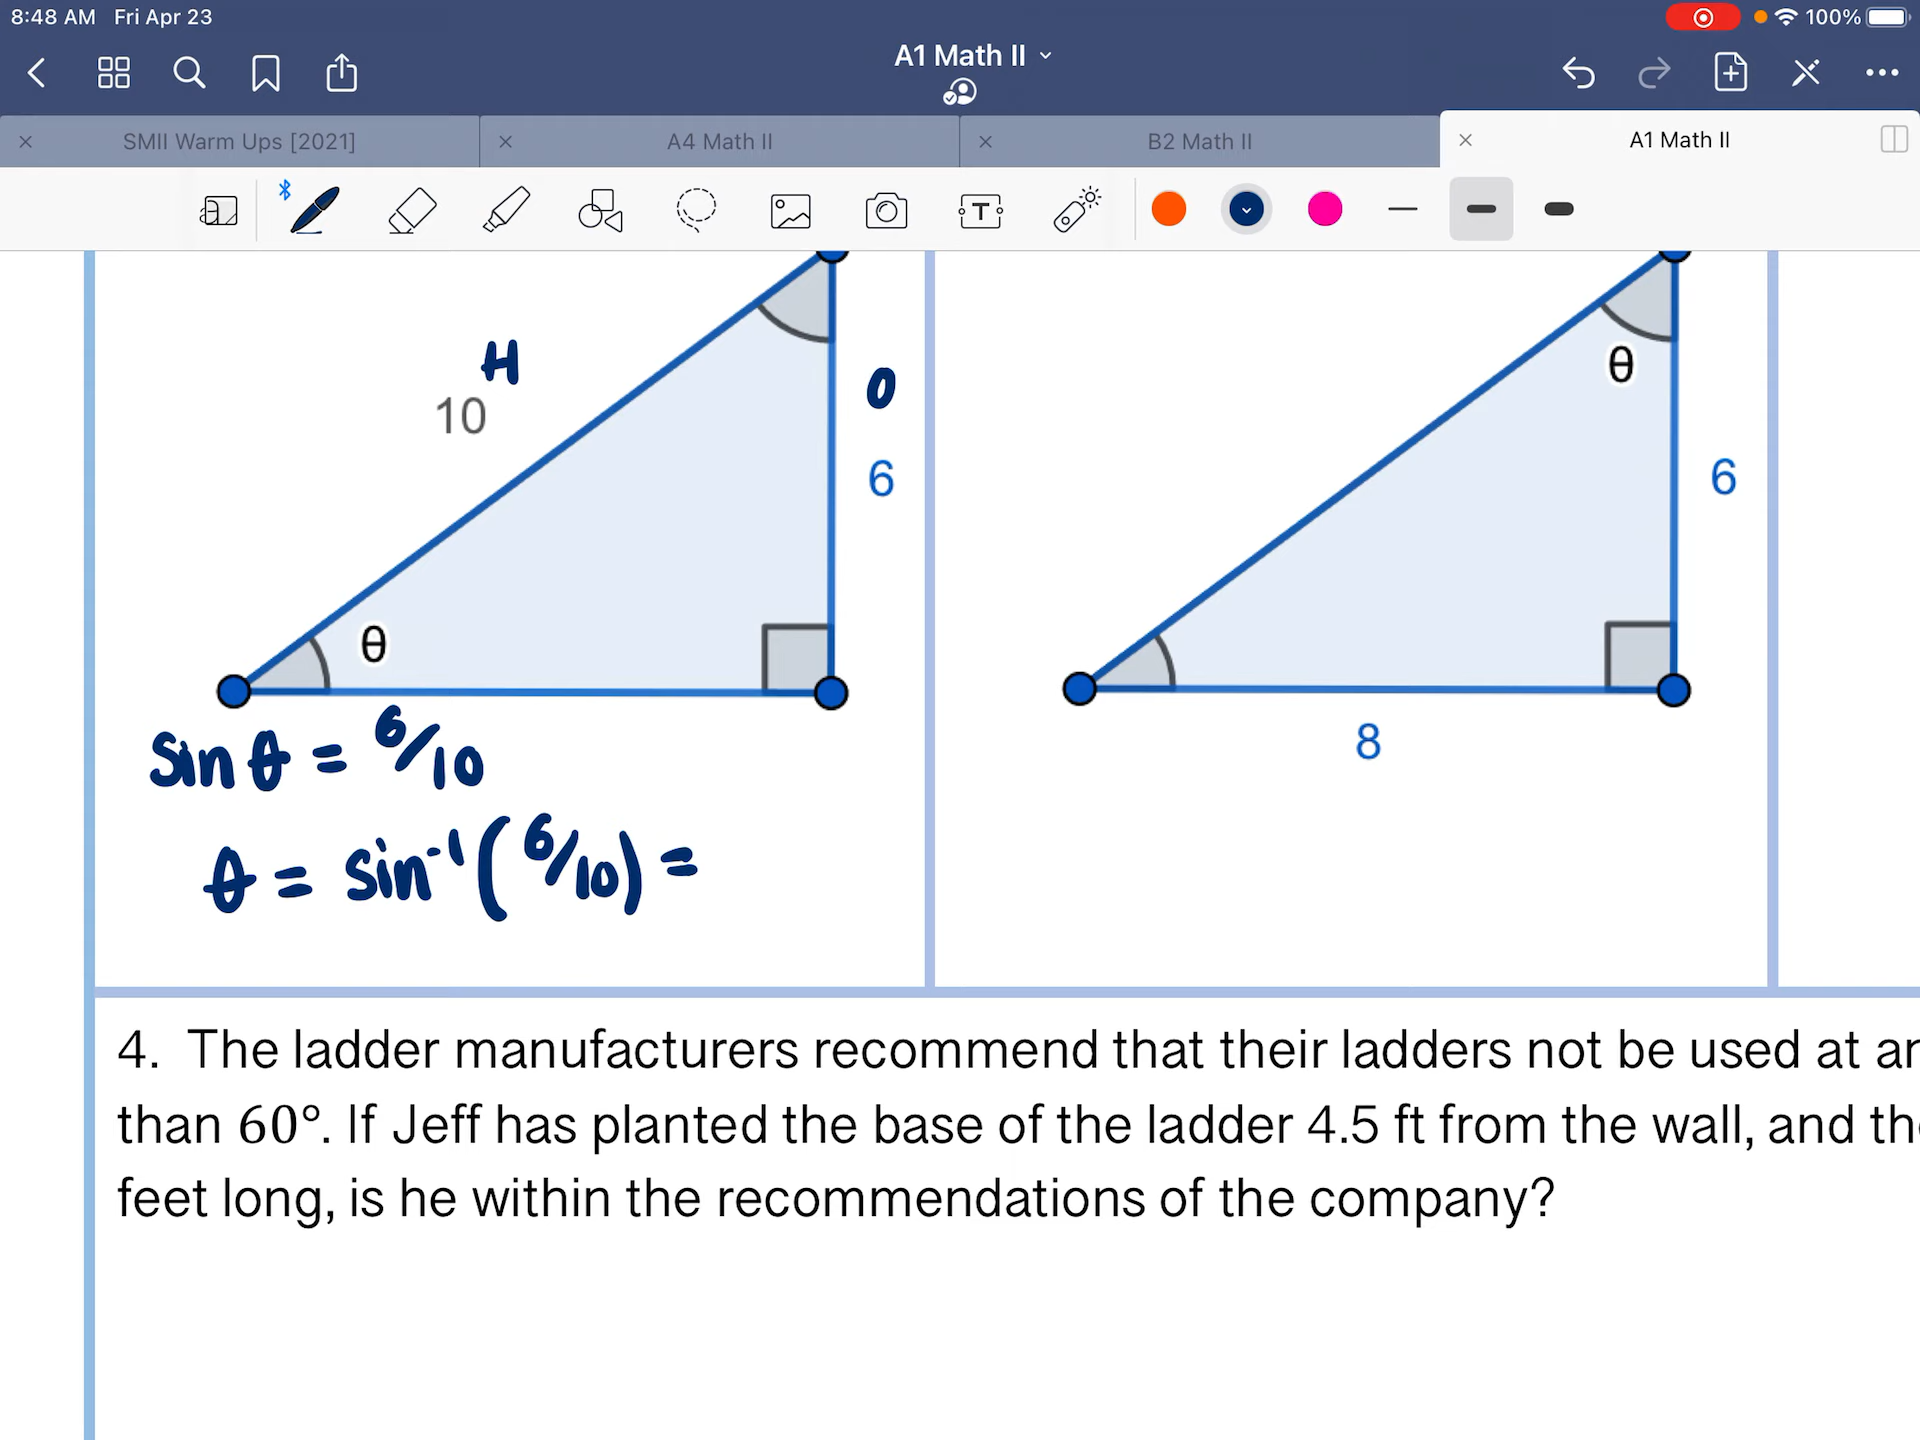 8:48 AM Fri Apr 23
100%
A1 Math II
SMII Warm Ups [2021]
A4 Math II
B2 Math II
A1 Math II
T
H
10
O
6
θ
sin θ = 6/10
θ = sin⁻¹(6/10) =
θ
6
8
4. The ladder manufacturers recommend that their ladders not be used at
than 60°. If Jeff has planted the base of the ladder 4.5 ft from the wall, and
feet long, is he within the recommendations of the company?